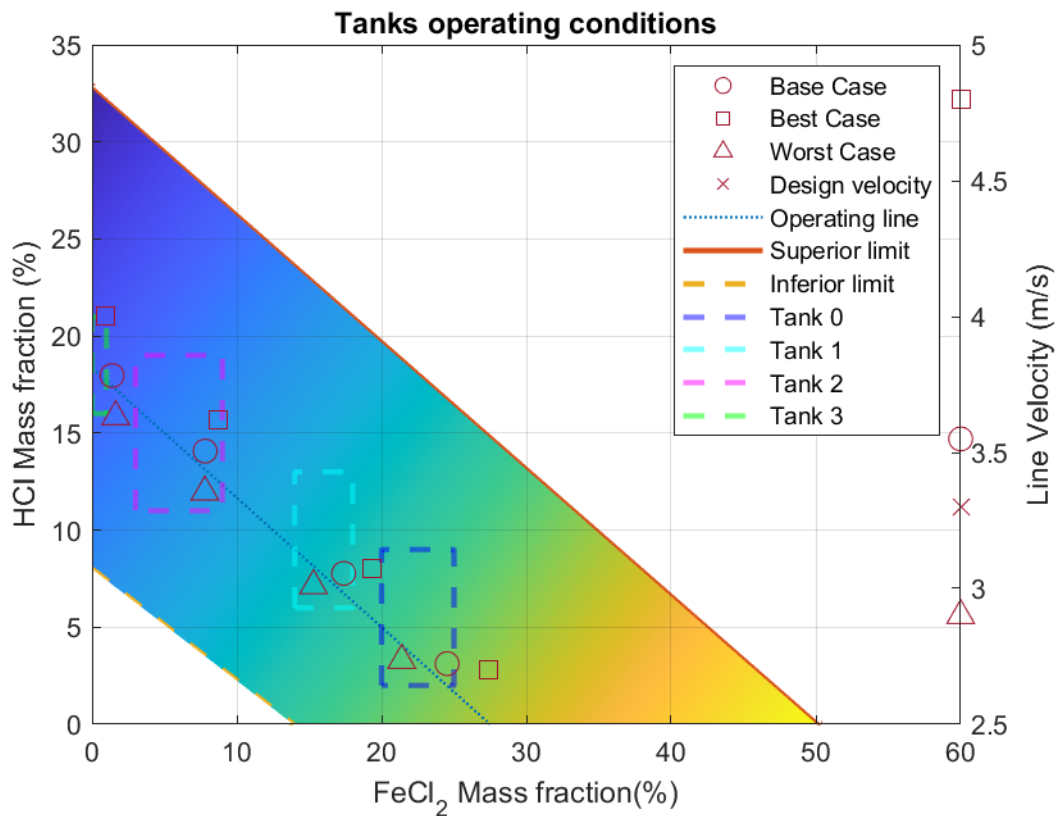 Tanks operating conditions
HCl Mass fraction (%)
35
30
25
20
15
10
5
0
0
10
20
30
40
50
60
FeCl2 Mass fraction(%)
5
4.5
4
3.5
3
2.5
Line Velocity (m/s)
Base Case
Best Case
Worst Case
Design velocity
Operating line
Superior limit
Inferior limit
Tank 0
Tank 1
Tank 2
Tank 3